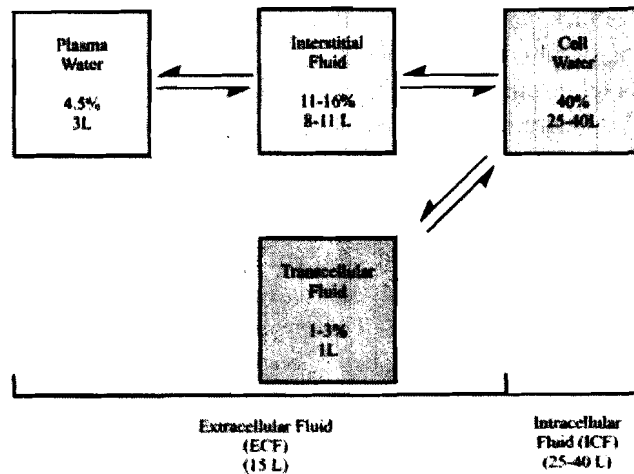 Plasma
Water
4.5%
3L
Interstitial
Fluid
11-16%
8-11 L
Cell
Water
40%
25-40L
Transcellular
Fluid
1-3%
1L
Extracellular Fluid
(ECF)
(15 L)
Intracellular
Fluid (ICF)
(25-40 L)